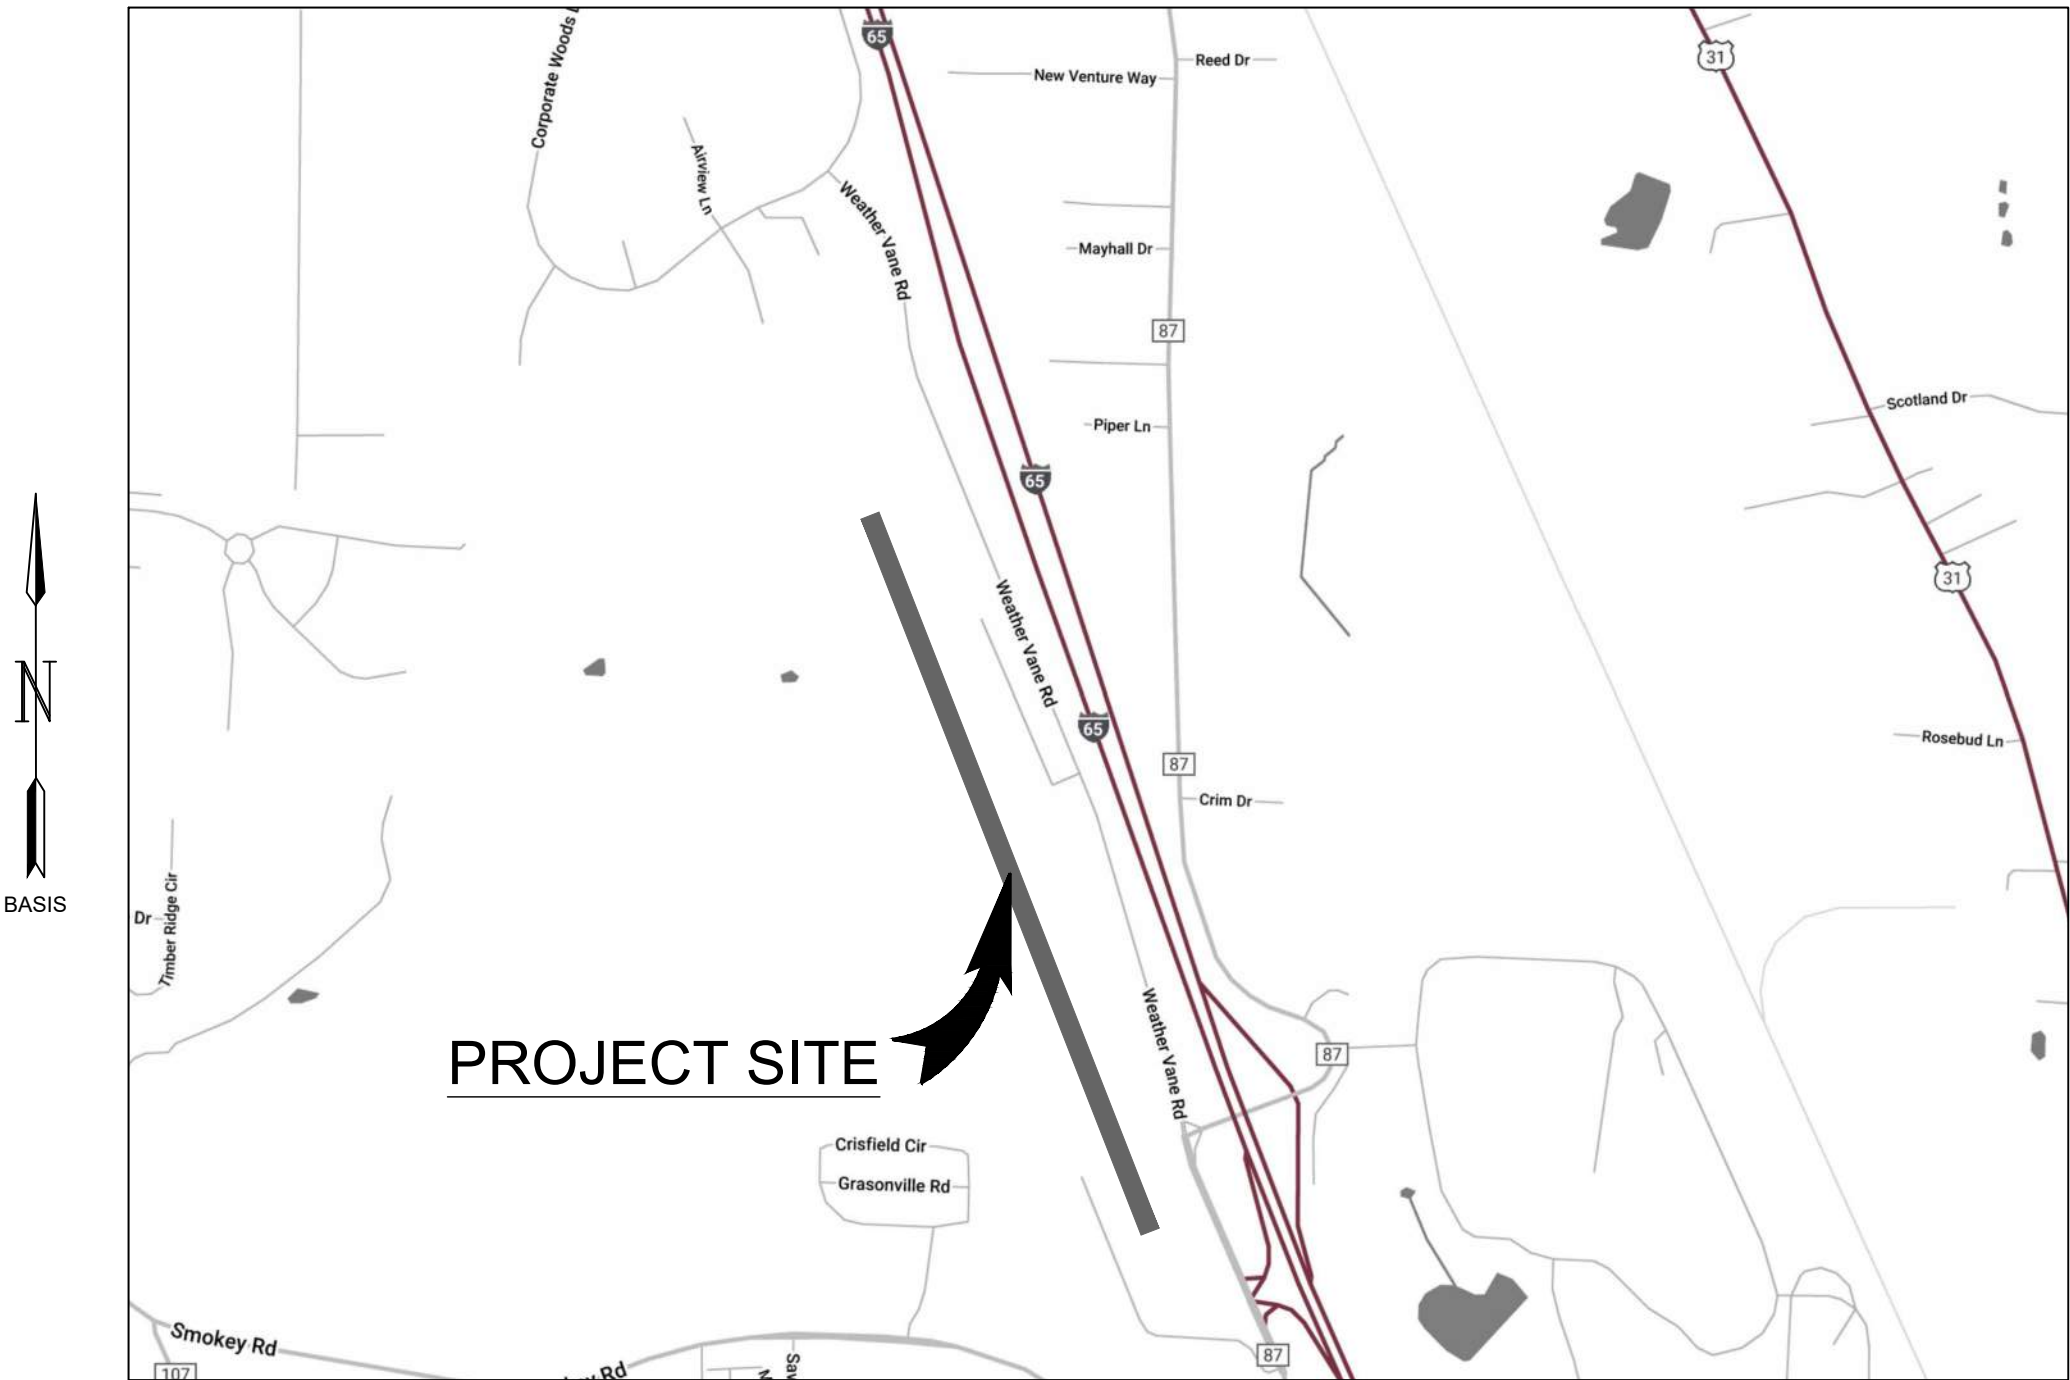 65
Corporate Woods
New Venture Way
Reed Dr
31
Airview Ln
Weather Vane Rd
Mayhall Dr
87
Scotland Dr
Piper Ln
65
31
Weather Vane Rd
N
65
Rosebud Ln
87
Crim Dr
BASIS
Dr
Timber Ridge Cir
Weather Vane Rd
PROJECT SITE
87
Crisfield Cir
Grasonville Rd
Smokey Rd
87
107
Rd